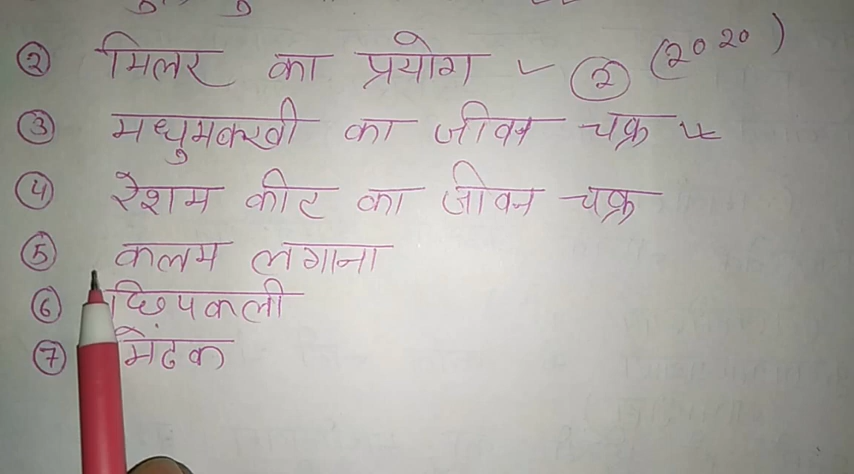 ② मिलर का प्रयोग ✓ ② (2020)
③ मधुमक्खी का जीवन चक्र
④ रेशम कीट का जीवन चक्र
⑤ कलम लगाना
⑥ छिपकली
⑦ मेंढक